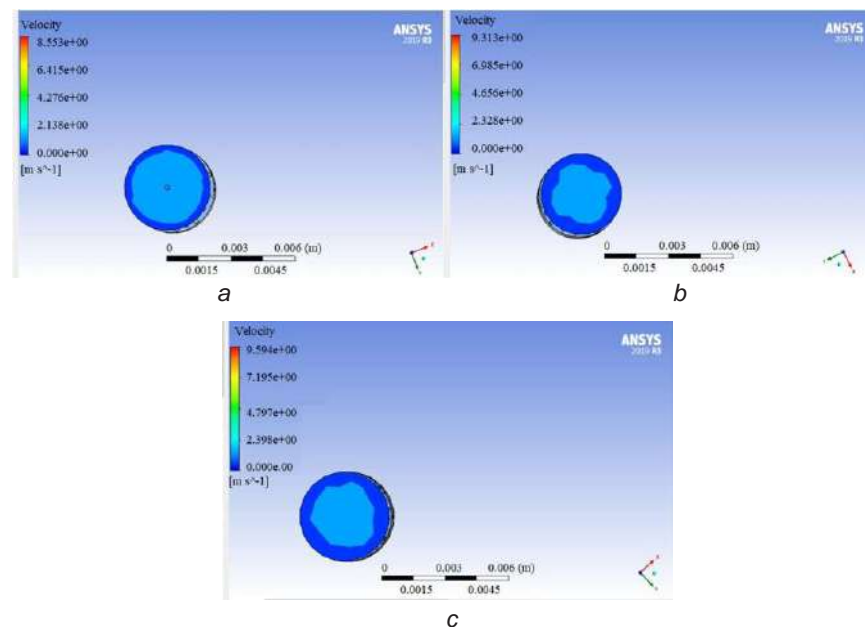 Velocity
ANSYS
2019 R3
8.553e+00
6.415e+00
4.276e+00
2.138e+00
0.000e+00
[m s^-1]
0 0.003 0.006 (m)
0.0015 0.0045
a
Velocity
ANSYS
2019 R3
9.313e+00
6.985e+00
4.656e+00
2.328e+00
0.000e+00
[m s^-1]
0 0.003 0.006 (m)
0.0015 0.0045
b
Velocity
ANSYS
2019 R3
9.594e+00
7.195e+00
4.797e+00
2.398e+00
0.000e.00
[m s^-1]
0 0.003 0.006 (m)
0.0015 0.0045
c